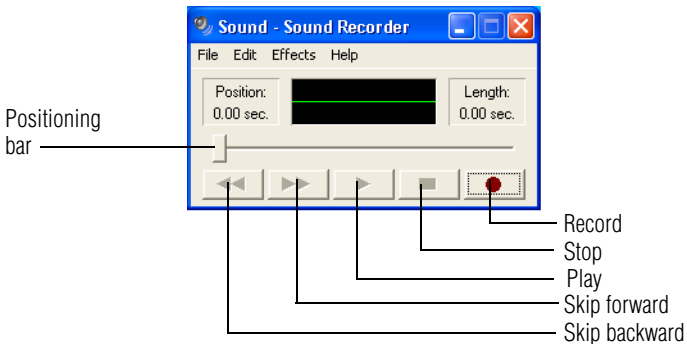 Sound - Sound Recorder
File Edit Effects Help
Position:
0.00 sec.
Length:
0.00 sec.
Positioning
bar
Record
Stop
Play
Skip forward
Skip backward